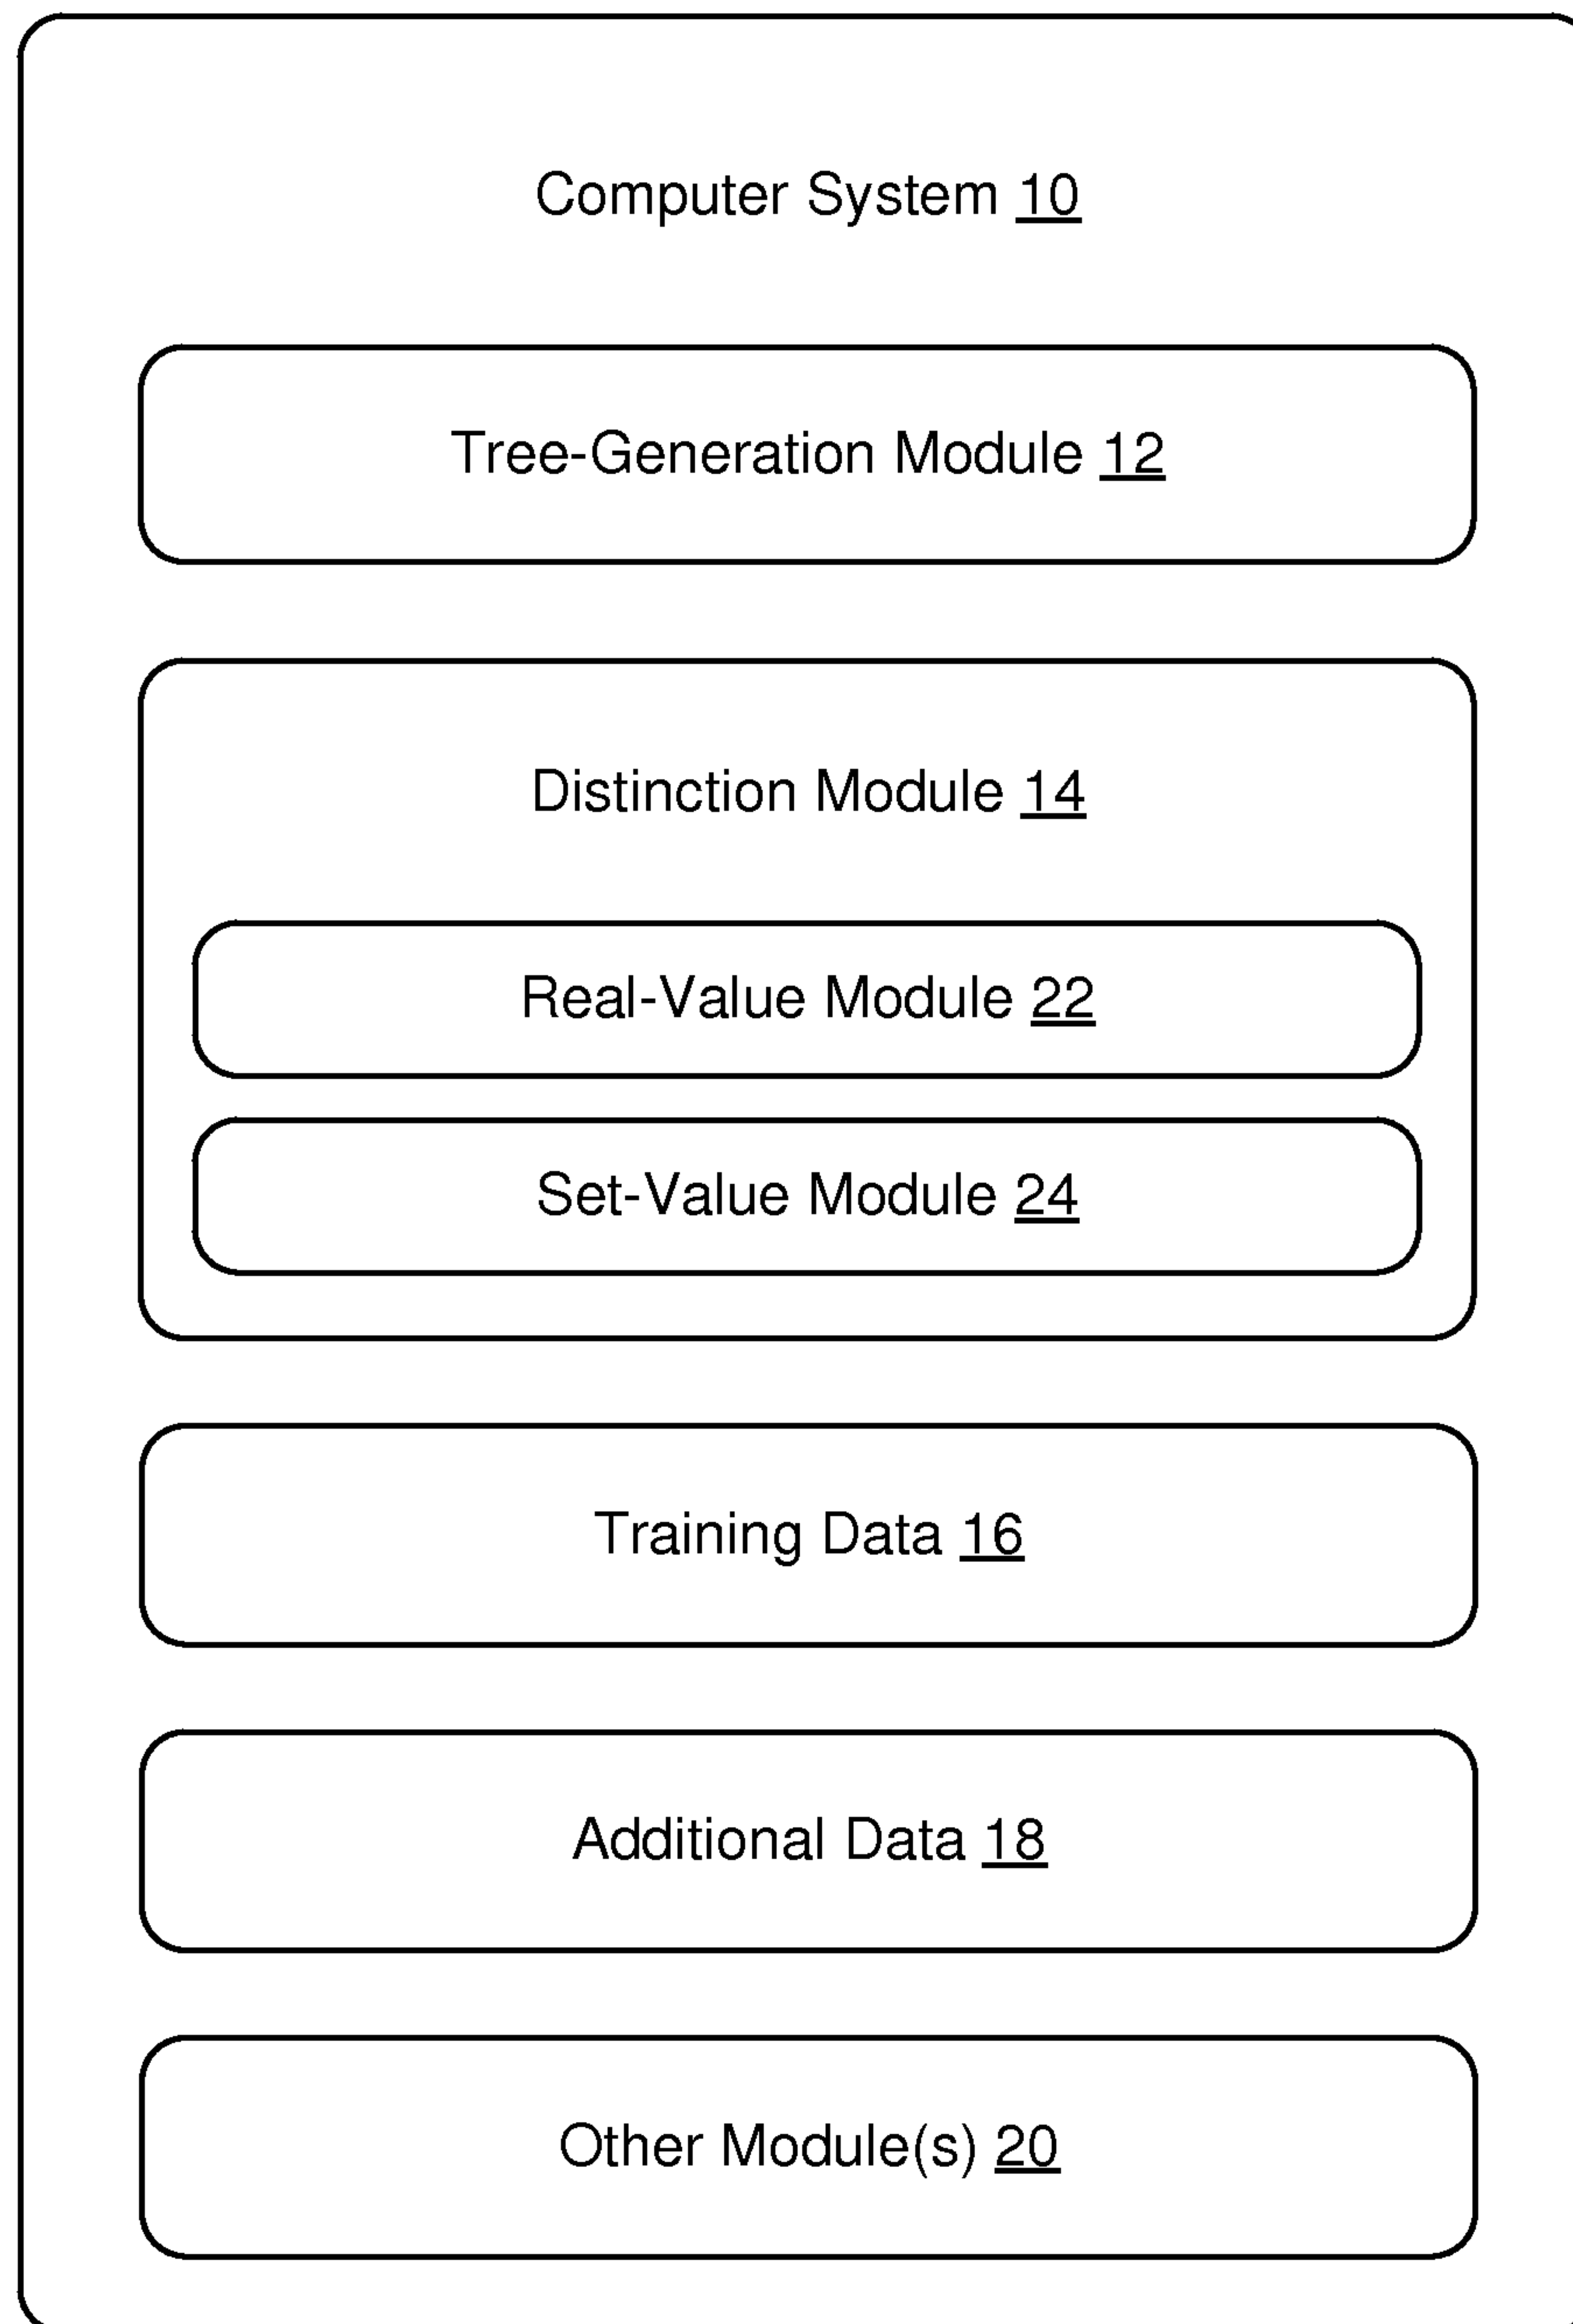 Computer System 10
Tree-Generation Module 12
Distinction Module 14
Real-Value Module 22
Set-Value Module 24
Training Data 16
Additional Data 18
Other Module(s) 20